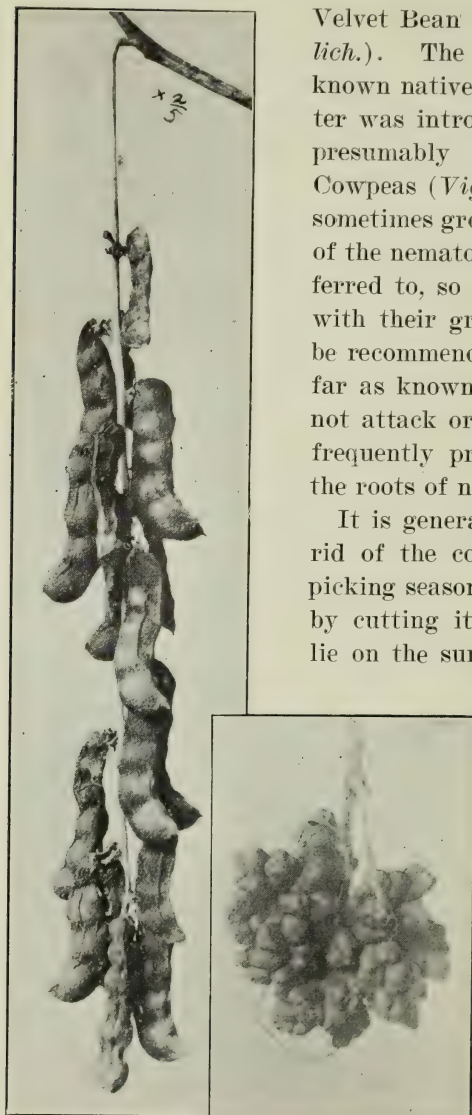 × 2/5
Velvet Bean
lich.). The
known native
ter was intro
presumably
Cowpeas (Vig
sometimes gro
of the nemato
ferred to, so
with their gr
be recommend
far as known
not attack or
frequently pr
the roots of n
It is genera
rid of the co
picking season
by cutting it
lie on the sur